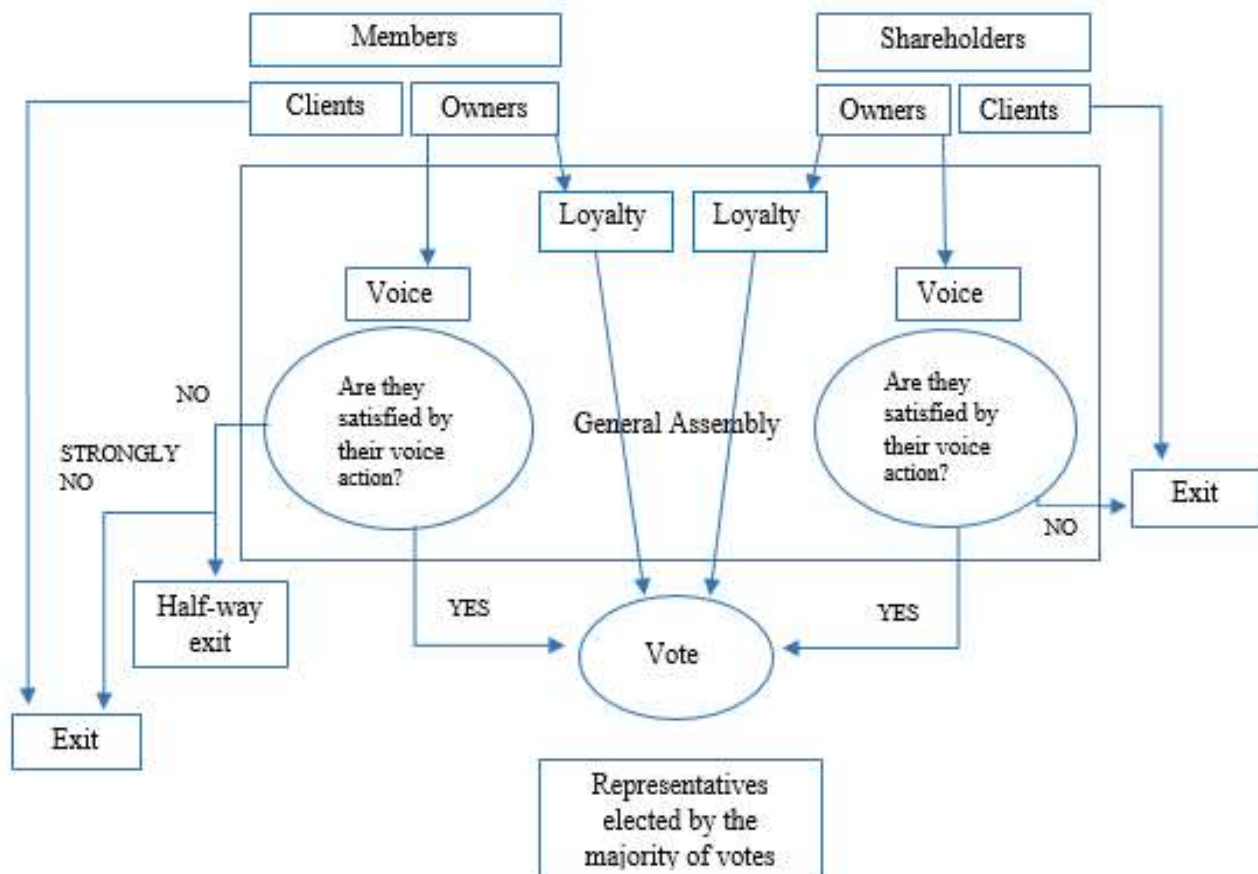 Members
Shareholders
Clients
Owners
Owners
Clients
Loyalty
Loyalty
Voice
Voice
Are they
satisfied by
their voice
action?
Are they
satisfied by
their voice
action?
NO
General Assembly
STRONGLY
NO
Exit
NO
Half-way
exit
YES
YES
Vote
Exit
Representatives
elected by the
majority of votes